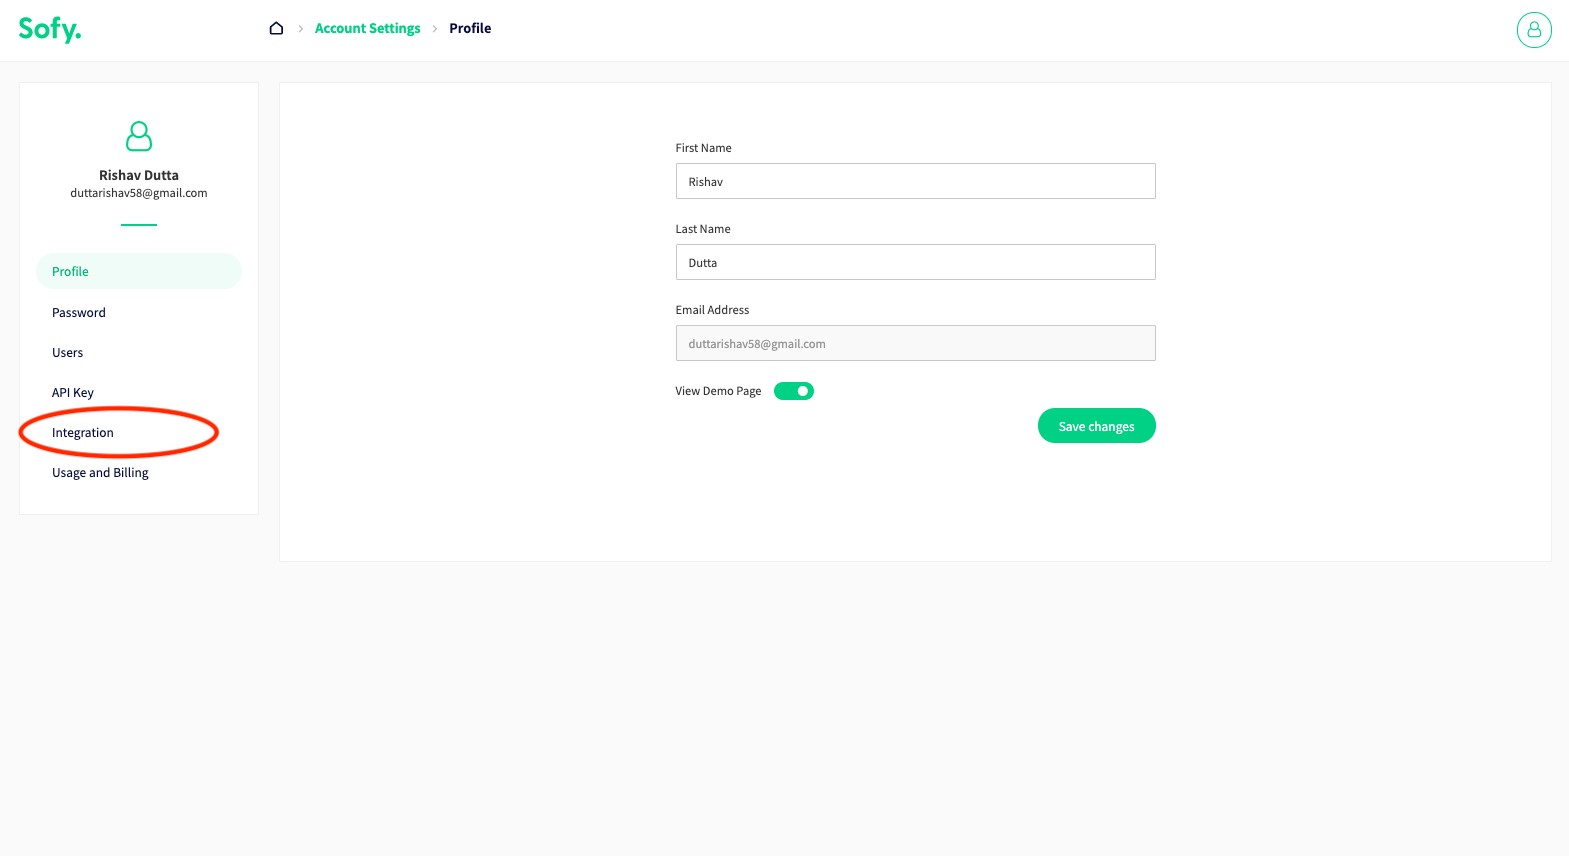 Sofy.
Account Settings
Profile
Rishav Dutta
duttarishav58@gmail.com
Profile
Password
Users
API Key
Integration
Usage and Billing
First Name
Rishav
Last Name
Dutta
Email Address
duttarishav58@gmail.com
View Demo Page
Save changes